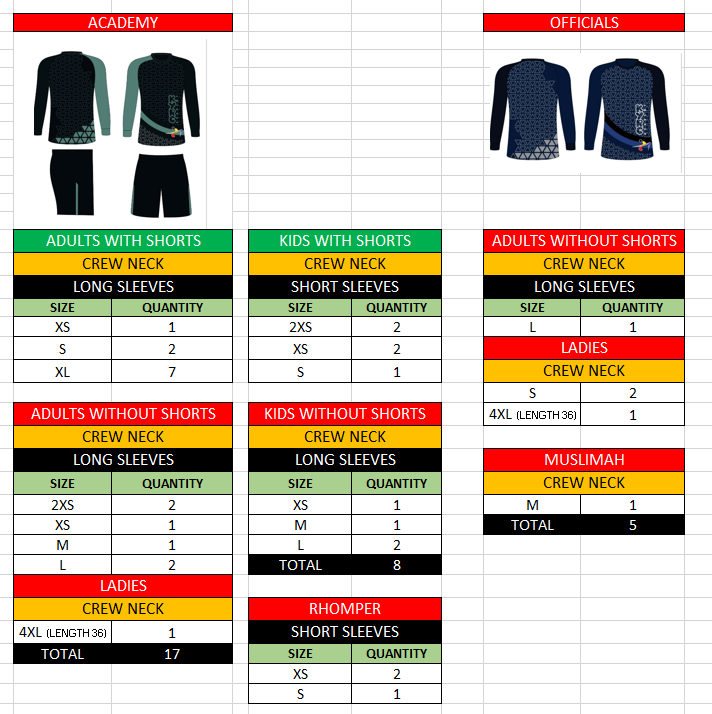 ACADEMY
ADULTS WITH SHORTS
CREW NECK
LONG SLEEVES
SIZE QUANTITY
XS 1
S 2
XL 7
ADULTS WITHOUT SHORTS
CREW NECK
LONG SLEEVES
SIZE QUANTITY
2XS 2
XS 1
M 1
L 2
LADIES
CREW NECK
4XL (LENGTH 36) 1
TOTAL 17
KIDS WITH SHORTS
CREW NECK
SHORT SLEEVES
SIZE QUANTITY
2XS 2
XS 2
S 1
KIDS WITHOUT SHORTS
CREW NECK
LONG SLEEVES
SIZE QUANTITY
XS 1
M 1
L 2
TOTAL 8
RHOMPER
SHORT SLEEVES
SIZE QUANTITY
XS 2
S 1
OFFICIALS
ADULTS WITHOUT SHORTS
CREW NECK
LONG SLEEVES
SIZE QUANTITY
L 1
LADIES
CREW NECK
S 2
4XL (LENGTH 36) 1
MUSLIMAH
CREW NECK
M 1
TOTAL 5